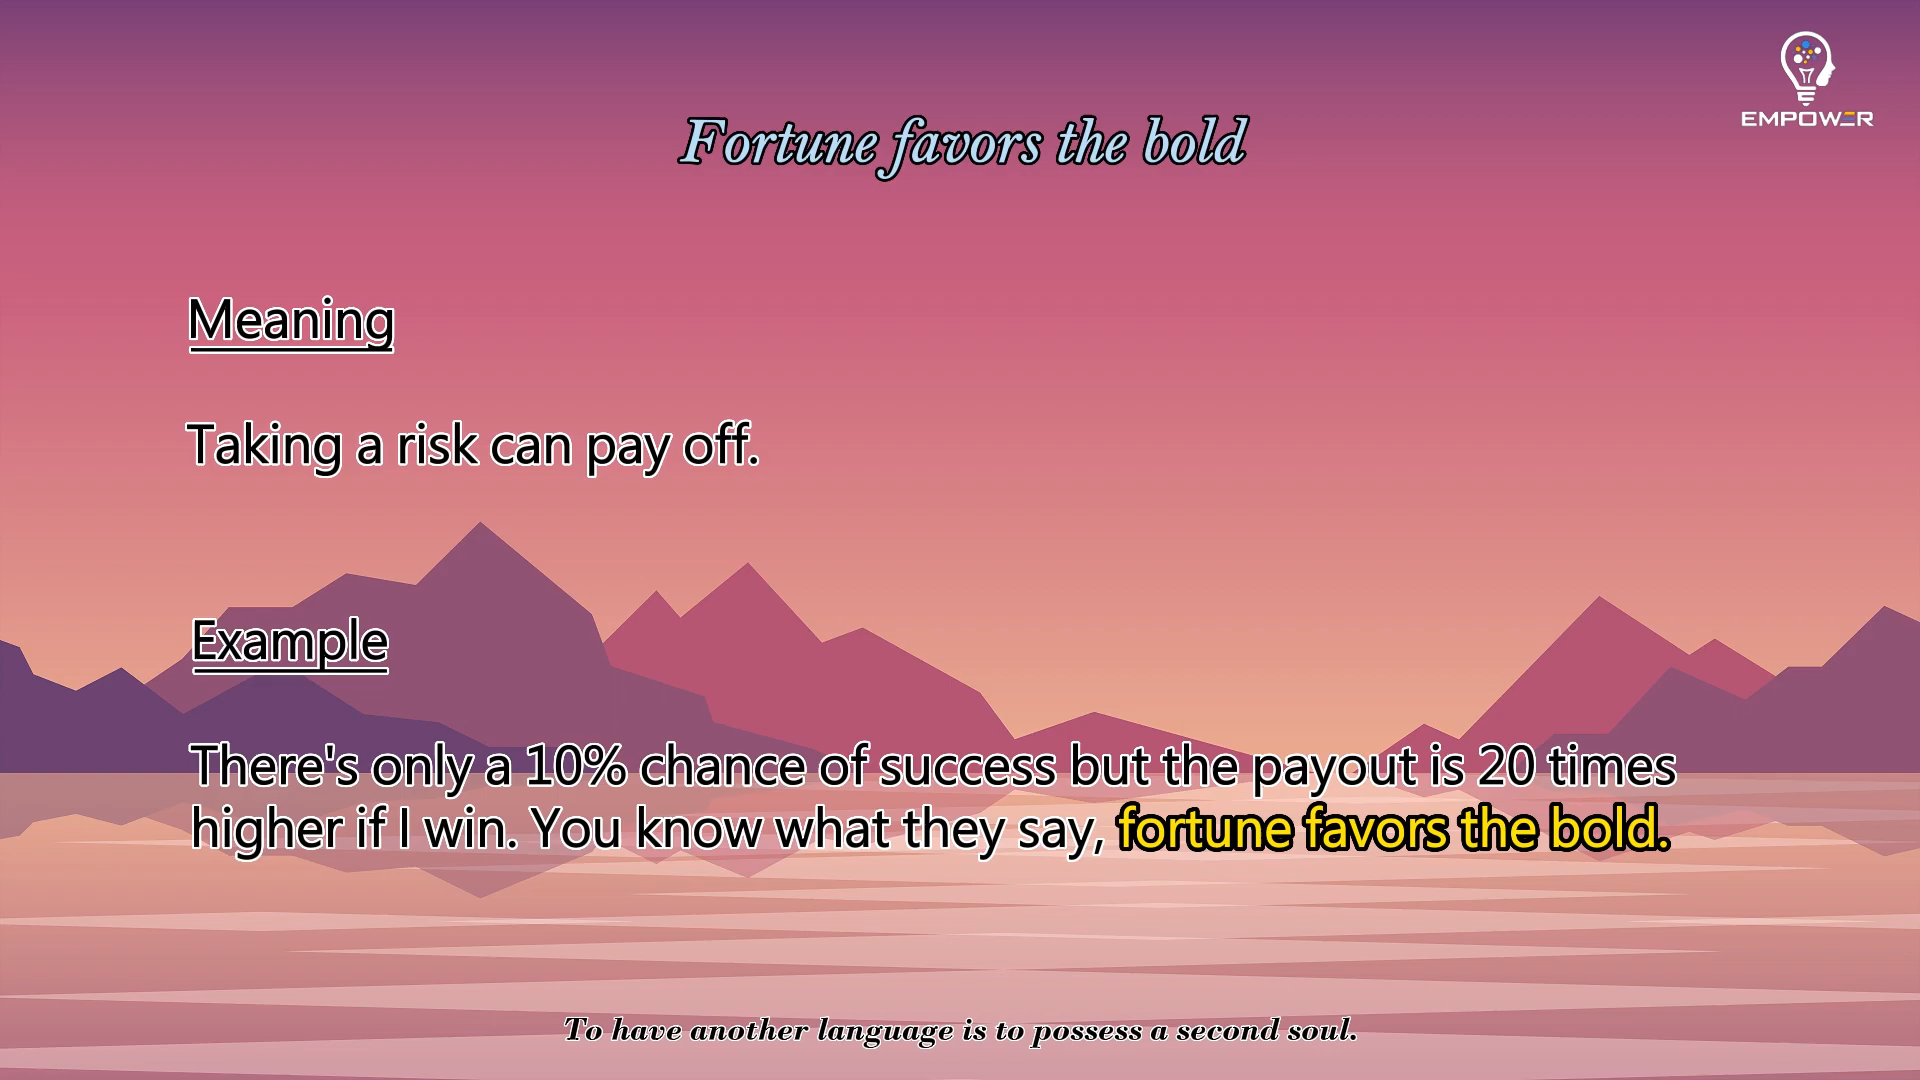 EMPOWER
Fortune favors the bold
Meaning
Taking a risk can pay off.
Example
There's only a 10% chance of success but the payout is 20 times
higher if I win. You know what they say, fortune favors the bold.
To have another language is to possess a second soul.